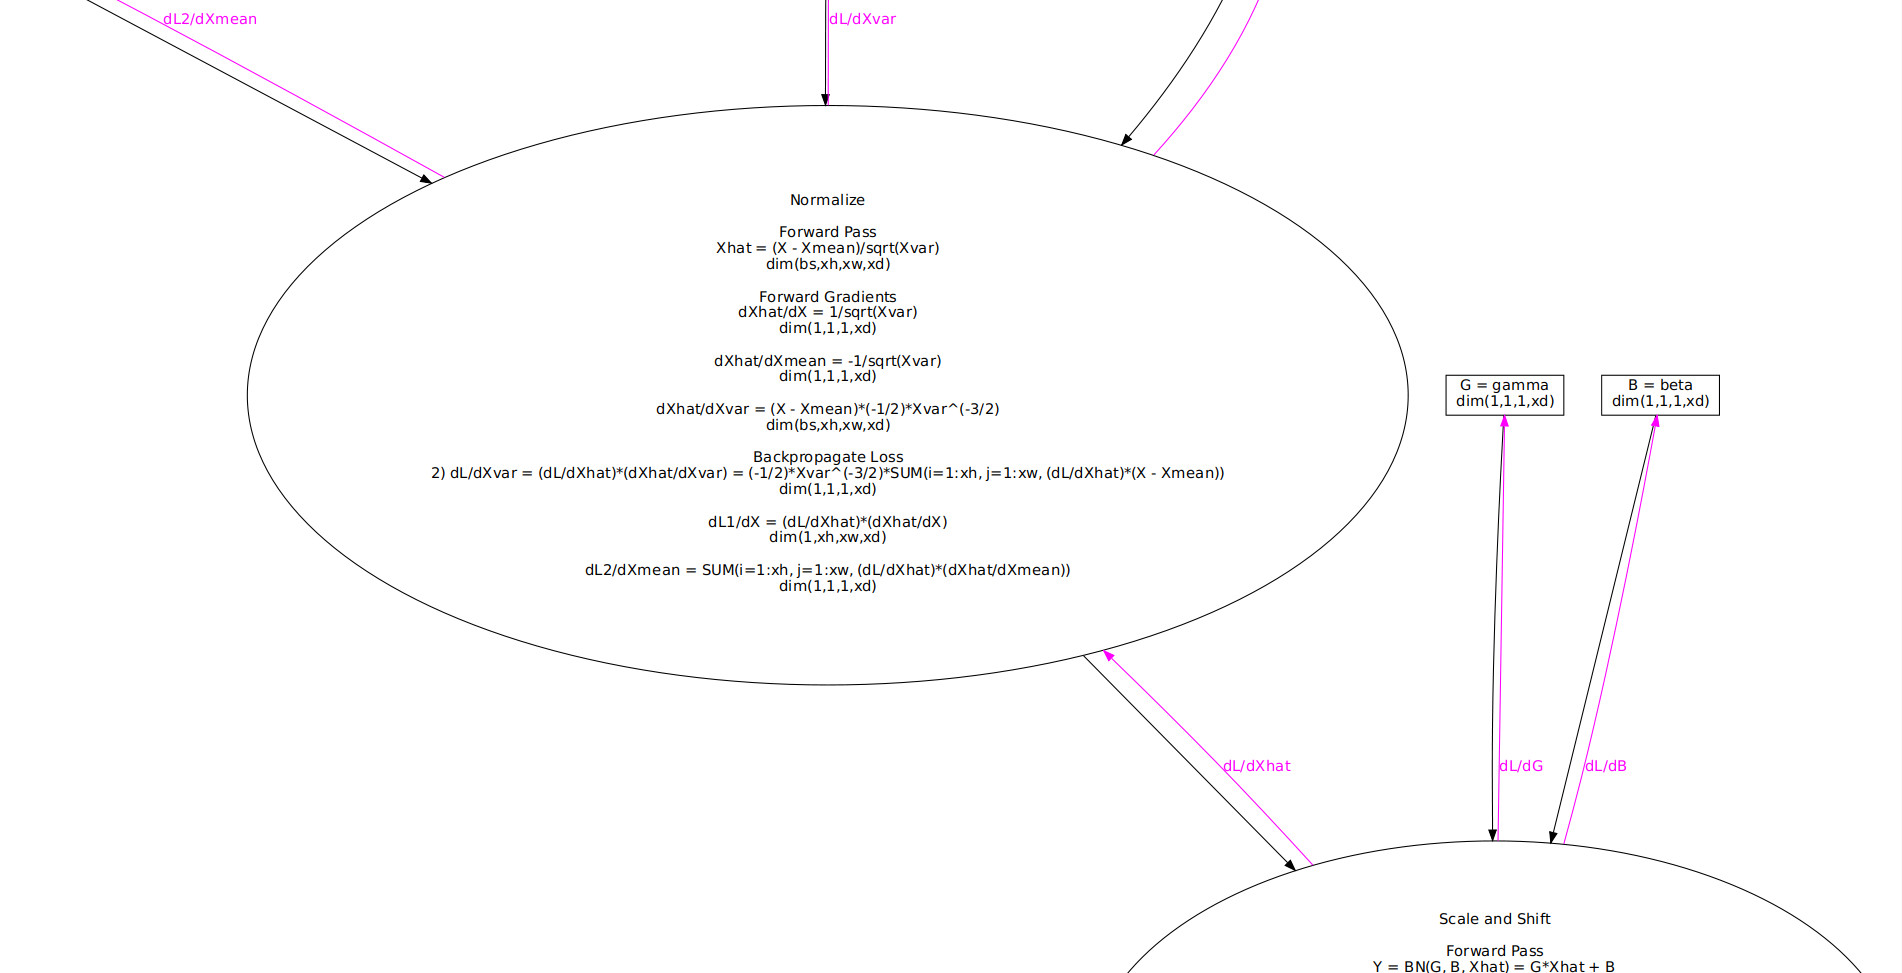 dL2/dXmean
dL/dXvar
Normalize
Forward Pass
Xhat = (X - Xmean)/sqrt(Xvar)
dim(bs,xh,xw,xd)
Forward Gradients
dXhat/dX = 1/sqrt(Xvar)
dim(1,1,1,xd)
dXhat/dXmean = -1/sqrt(Xvar)
dim(1,1,1,xd)
dXhat/dXvar = (X - Xmean)*(-1/2)*Xvar^(-3/2)
dim(bs,xh,xw,xd)
Backpropagate Loss
2) dL/dXvar = (dL/dXhat)*(dXhat/dXvar) = (-1/2)*Xvar^(-3/2)*SUM(i=1:xh, j=1:xw, (dL/dXhat)*(X - Xmean))
dim(1,1,1,xd)
dL1/dX = (dL/dXhat)*(dXhat/dX)
dim(1,xh,xw,xd)
dL2/dXmean = SUM(i=1:xh, j=1:xw, (dL/dXhat)*(dXhat/dXmean))
dim(1,1,1,xd)
G = gamma
dim(1,1,1,xd)
B = beta
dim(1,1,1,xd)
dL/dXhat
dL/dG
dL/dB
Scale and Shift
Forward Pass
Y = BN(G, B, Xhat) = G*Xhat + B